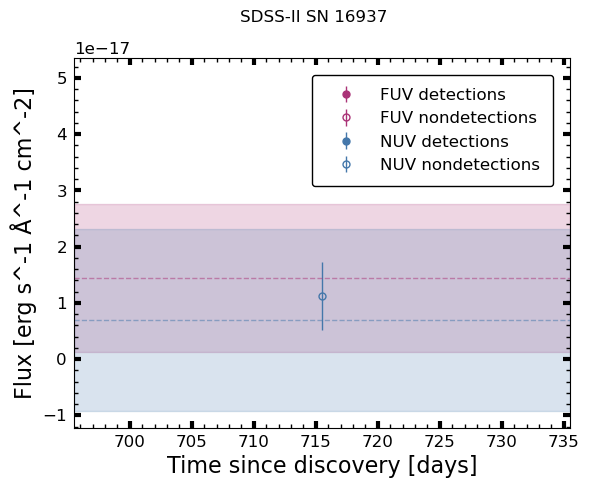 SDSS-II SN 16937
1e−17
5
4
3
2
1
0
−1
FUV detections
FUV nondetections
NUV detections
NUV nondetections
Flux [erg s^-1 Å^-1 cm^-2]
700 705 710 715 720 725 730 735
Time since discovery [days]